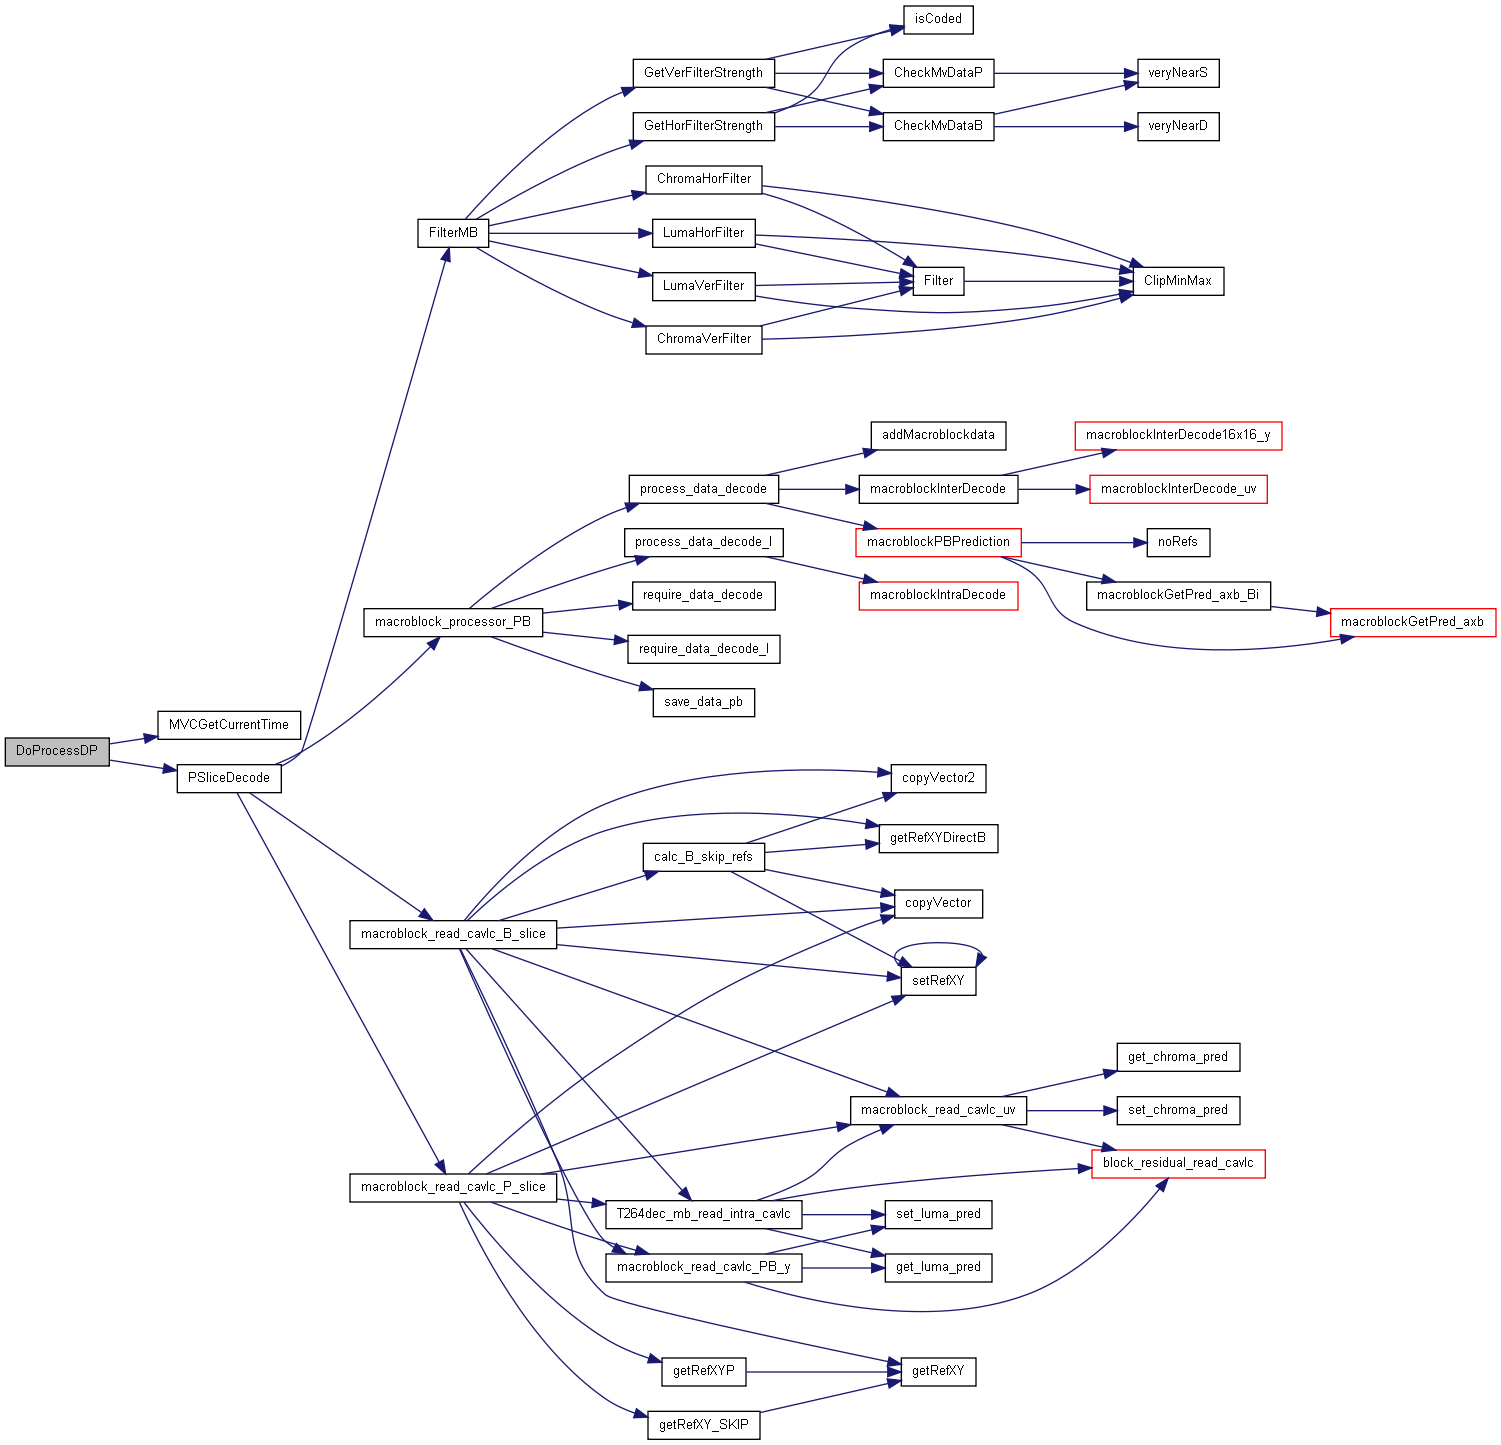 isCoded
GetVerFilterStrength
CheckMvDataP
veryNearS
GetHorFilterStrength
CheckMvDataB
veryNearD
ChromaHorFilter
FilterMB
LumaHorFilter
LumaVerFilter
Filter
ClipMinMax
ChromaVerFilter
addMacroblockdata
macroblockInterDecode16x16_y
process_data_decode
macroblockInterDecode
macroblockInterDecode_uv
process_data_decode_I
macroblockPBPrediction
noRefs
require_data_decode
macroblockIntraDecode
macroblockGetPred_axb_Bi
macroblock_processor_PB
macroblockGetPred_axb
require_data_decode_I
save_data_pb
MVCGetCurrentTime
DoProcessDP
PSliceDecode
copyVector2
getRefXYDirectB
calc_B_skip_refs
copyVector
macroblock_read_cavlc_B_slice
setRefXY
get_chroma_pred
macroblock_read_cavlc_uv
set_chroma_pred
block_residual_read_cavlc
macroblock_read_cavlc_P_slice
T264dec_mb_read_intra_cavlc
set_luma_pred
macroblock_read_cavlc_PB_y
get_luma_pred
getRefXYP
getRefXY
getRefXY_SKIP